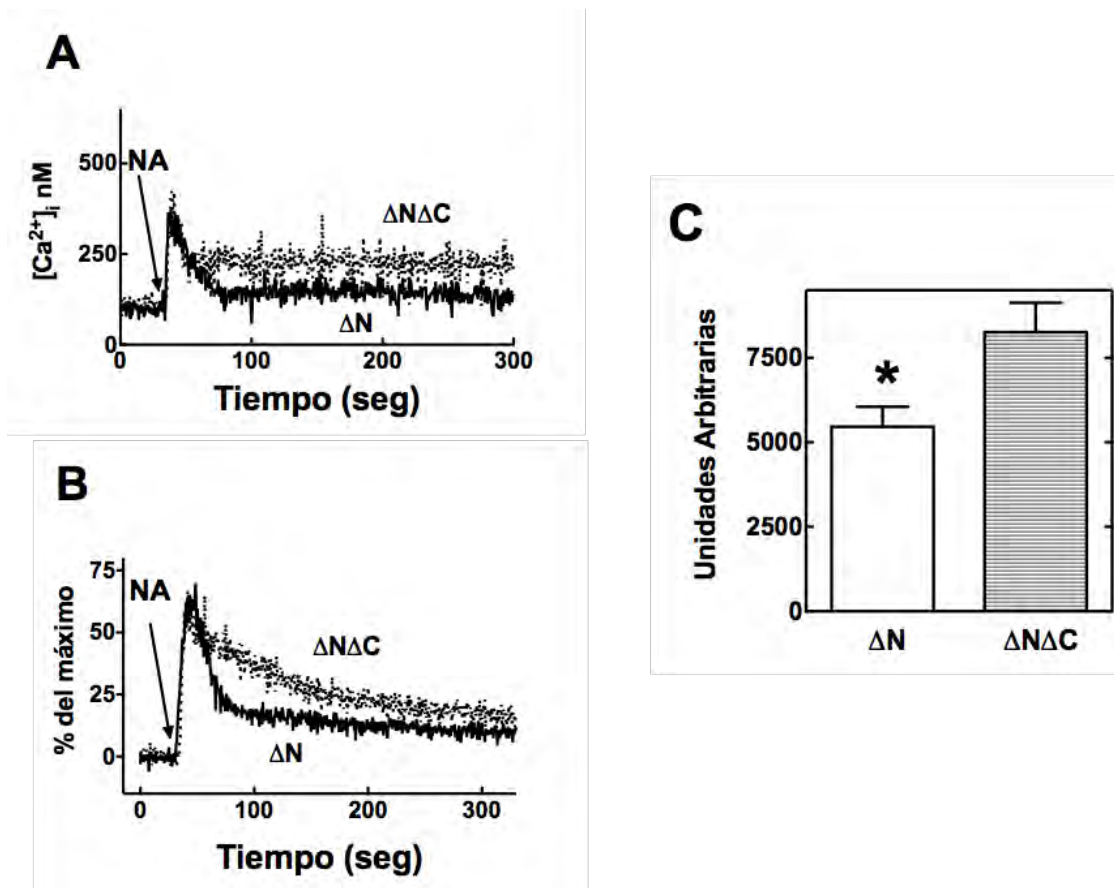 A
[Ca²⁺]ᵢ nM
500
250
0
NA
ΔNΔC
ΔN
0
100
200
300
Tiempo (seg)
B
% del máximo
75
50
25
0
NA
ΔNΔC
ΔN
0
100
200
300
Tiempo (seg)
C
Unidades Arbitrarias
7500
5000
2500
0
*
ΔN
ΔNΔC